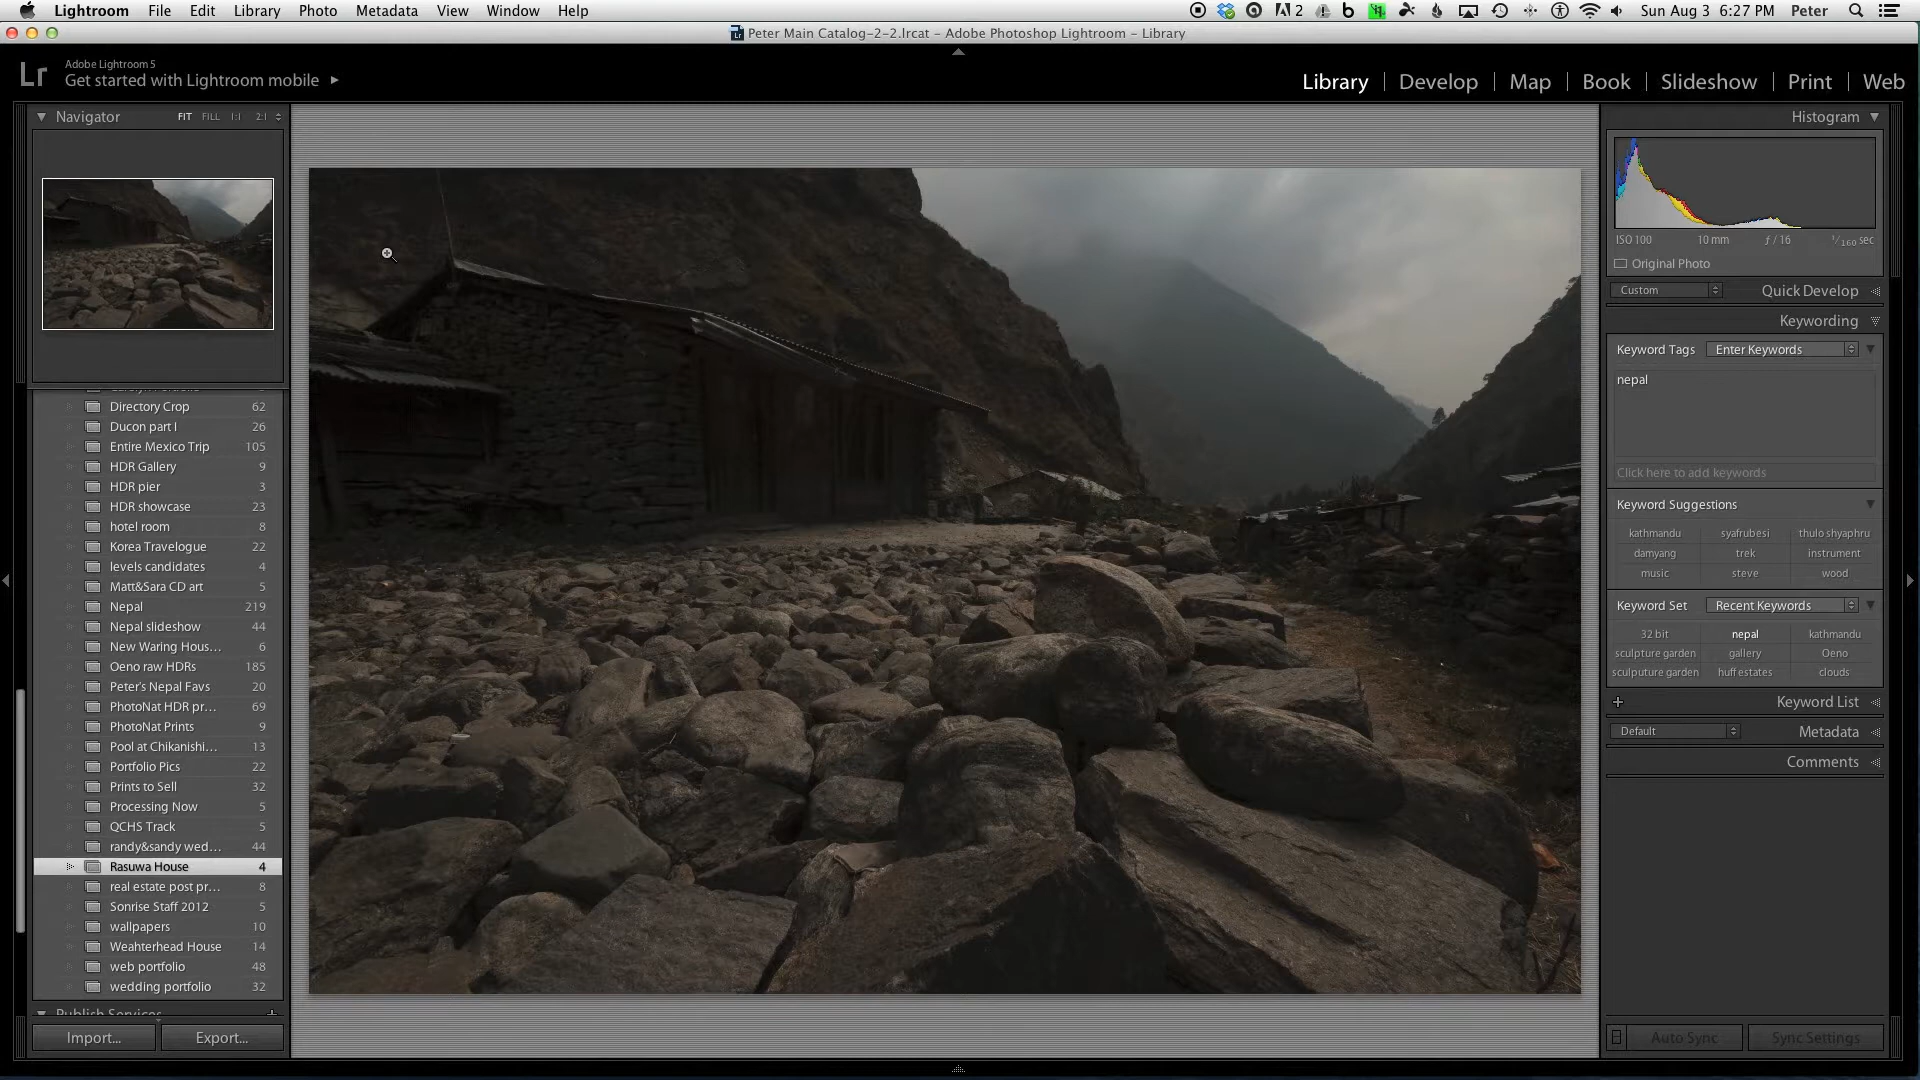 Lightroom File Edit Library Photo Metadata View Window Help 2 Sun Aug 3 6:27 PM Peter
Peter Main Catalog-2-2.lrcat - Adobe Photoshop Lightroom - Library
Lr Adobe Lightroom 5
Get started with Lightroom mobile
Library | Develop | Map | Book | Slideshow | Print | Web
Navigator FIT FILL 1:1 2:1
Directory Crop 62
Ducon part I 26
Entire Mexico Trip 105
HDR Gallery 9
HDR pier 3
HDR showcase 23
hotel room 8
Korea Travelogue 22
levels candidates 4
Matt&Sara CD art 5
Nepal 219
Nepal slideshow 44
New Waring Hous... 6
Oeno raw HDRs 185
Peter's Nepal Favs 20
PhotoNat HDR pr... 69
PhotoNat Prints 9
Pool at Chikanishi... 13
Portfolio Pics 22
Prints to Sell 32
Processing Now 5
QCHS Track 5
randy&sandy wed... 44
Rasuwa House 4
real estate post pr... 8
Sonrise Staff 2012 5
wallpapers 10
Weahterhead House 14
web portfolio 48
wedding portfolio 32
Publish Services +
Import... Export...
Histogram
ISO 100 10 mm ƒ / 16 1/160 sec
Original Photo
Custom Quick Develop
Keywording
Keyword Tags Enter Keywords
nepal
Click here to add keywords
Keyword Suggestions
kathmandu syafrubesi thulo shyaphru
damyang trek instrument
music steve wood
Keyword Set Recent Keywords
32 bit nepal kathmandu
sculpture garden gallery Oeno
sculputure garden huff estates clouds
+ Keyword List
Default Metadata
Comments
Auto Sync Sync Settings